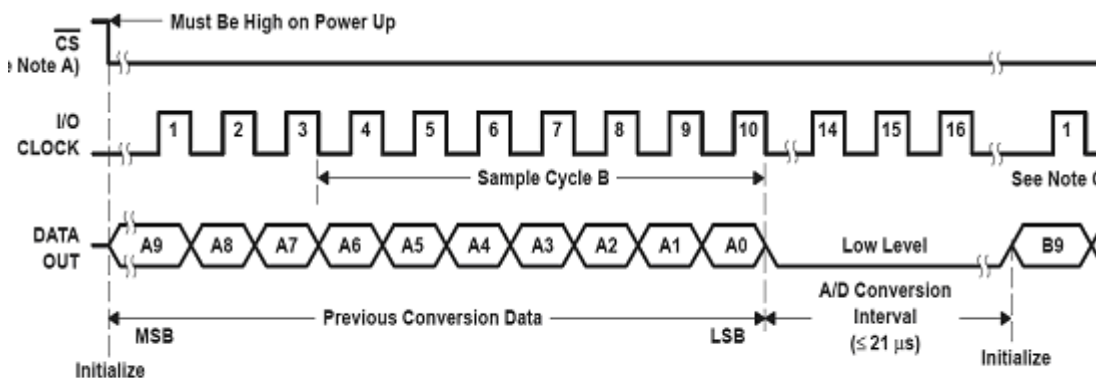 Must Be High on Power Up
CS
e Note A)
I/O
CLOCK
1 2 3 4 5 6 7 8 9 10 14 15 16 1
Sample Cycle B
See Note C
DATA
OUT
A9 A8 A7 A6 A5 A4 A3 A2 A1 A0 Low Level B9
A/D Conversion
Interval
(≤ 21 μs)
Previous Conversion Data
MSB LSB
Initialize Initialize